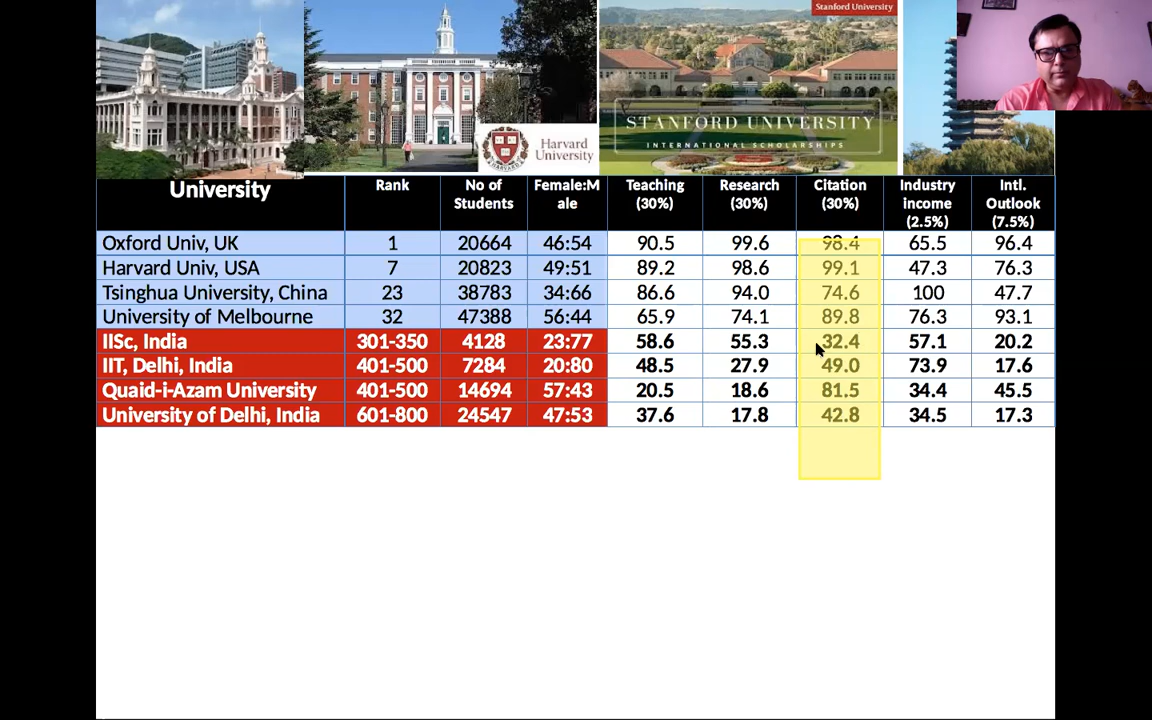 Stanford University
STANFORD UNIVERSITY
INTERNATIONAL SCHOLARSHIPS
Harvard
University
University Rank No of Students Female:Male Teaching (30%) Research (30%) Citation (30%) Industry income (2.5%) Intl. Outlook (7.5%)
Oxford Univ, UK 1 20664 46:54 90.5 99.6 98.4 65.5 96.4
Harvard Univ, USA 7 20823 49:51 89.2 98.6 99.1 47.3 76.3
Tsinghua University, China 23 38783 34:66 86.6 94.0 74.6 100 47.7
University of Melbourne 32 47388 56:44 65.9 74.1 89.8 76.3 93.1
IISc, India 301-350 4128 23:77 58.6 55.3 32.4 57.1 20.2
IIT, Delhi, India 401-500 7284 20:80 48.5 27.9 49.0 73.9 17.6
Quaid-i-Azam University 401-500 14694 57:43 20.5 18.6 81.5 34.4 45.5
University of Delhi, India 601-800 24547 47:53 37.6 17.8 42.8 34.5 17.3